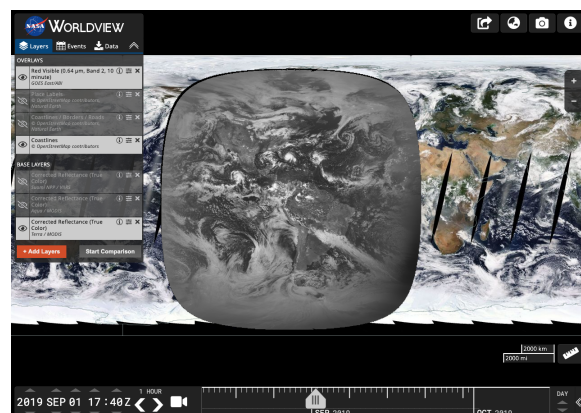 NASA WORLDVIEW
Layers Events Data
OVERLAYS
Red Visible (0.64 µm, Band 2, 10
minute)
GOES East/ABI
Place Labels
© OpenStreetMap contributors,
Natural Earth
Coastlines / Borders / Roads
© OpenStreetMap contributors,
Natural Earth
Coastlines
© OpenStreetMap contributors
BASE LAYERS
Corrected Reflectance (True
Color)
Suomi NPP / VIIRS
Corrected Reflectance (True
Color)
Aqua / MODIS
Corrected Reflectance (True
Color)
Terra / MODIS
+ Add Layers Start Comparison
2000 km
2000 mi
1 HOUR
2019 SEP 01 17:40Z
SEP 2019
OCT 2019
DAY